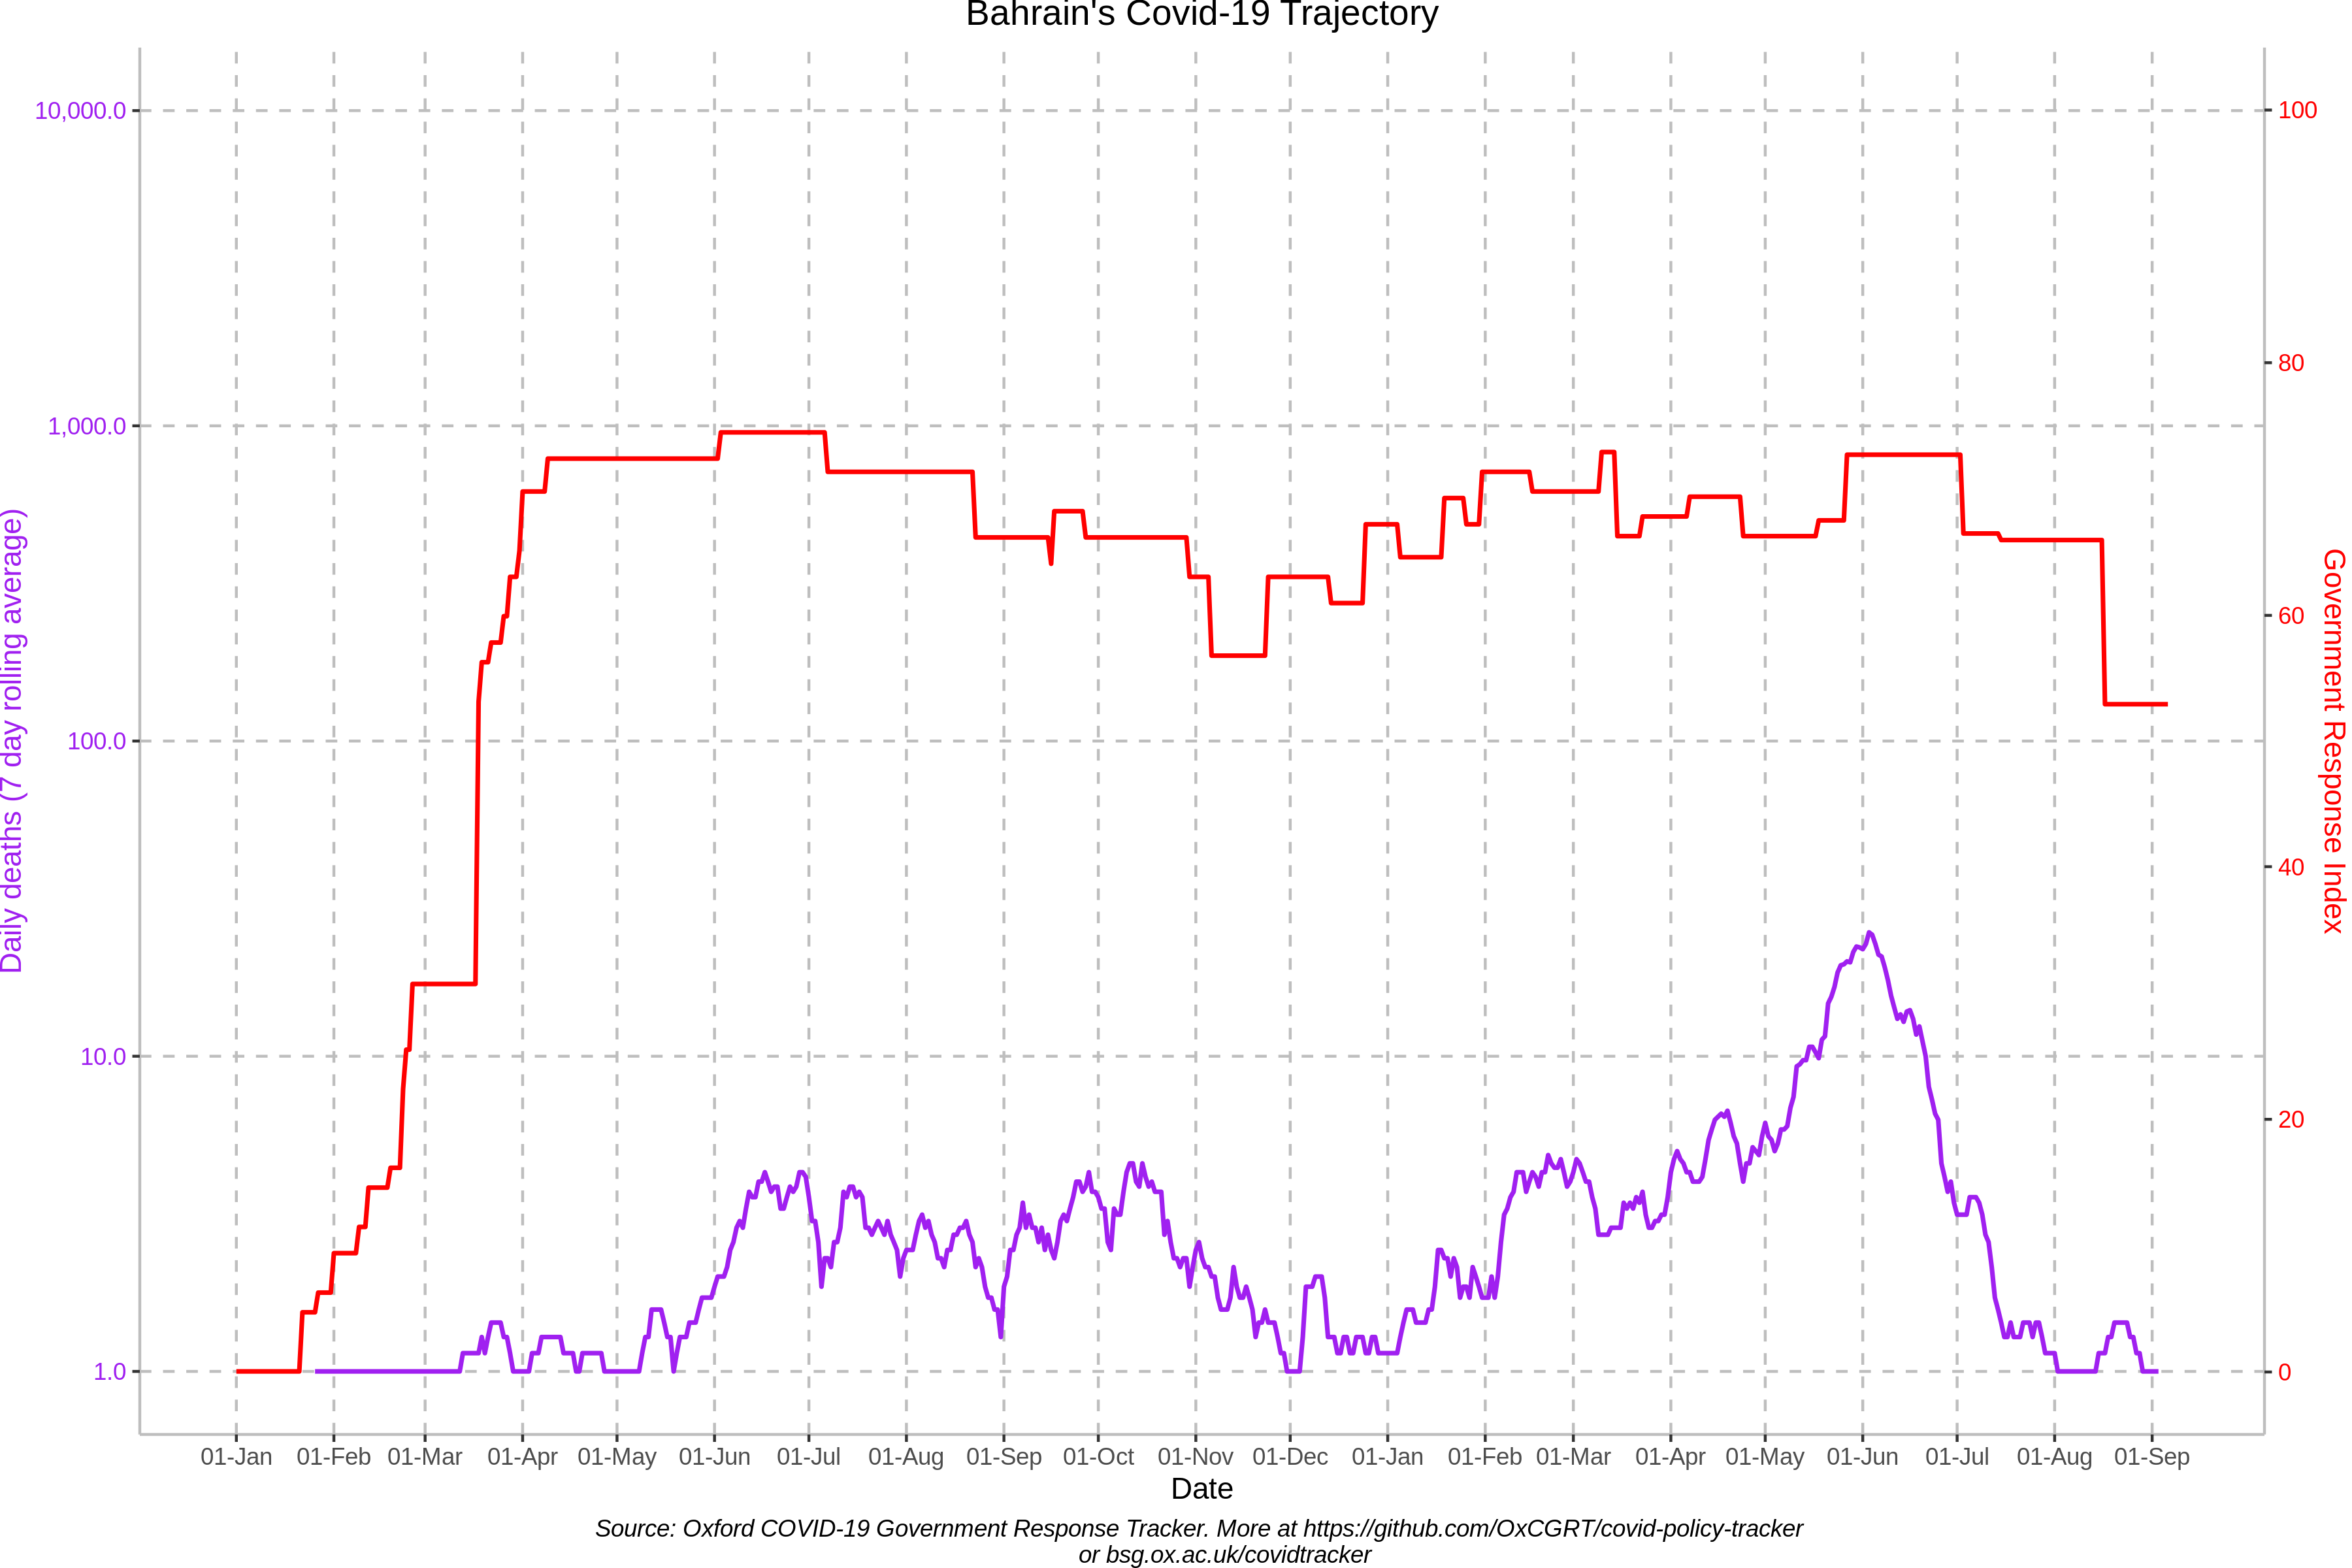 Bahrain's Covid-19 Trajectory
10,000.0
1,000.0
100.0
10.0
1.0
Daily deaths (7 day rolling average)
100
80
60
40
20
0
Government Response Index
01-Jan 01-Feb 01-Mar 01-Apr 01-May 01-Jun 01-Jul 01-Aug 01-Sep 01-Oct 01-Nov 01-Dec 01-Jan 01-Feb 01-Mar 01-Apr 01-May 01-Jun 01-Jul 01-Aug 01-Sep
Date
Source: Oxford COVID-19 Government Response Tracker. More at https://github.com/OxCGRT/covid-policy-tracker
or bsg.ox.ac.uk/covidtracker